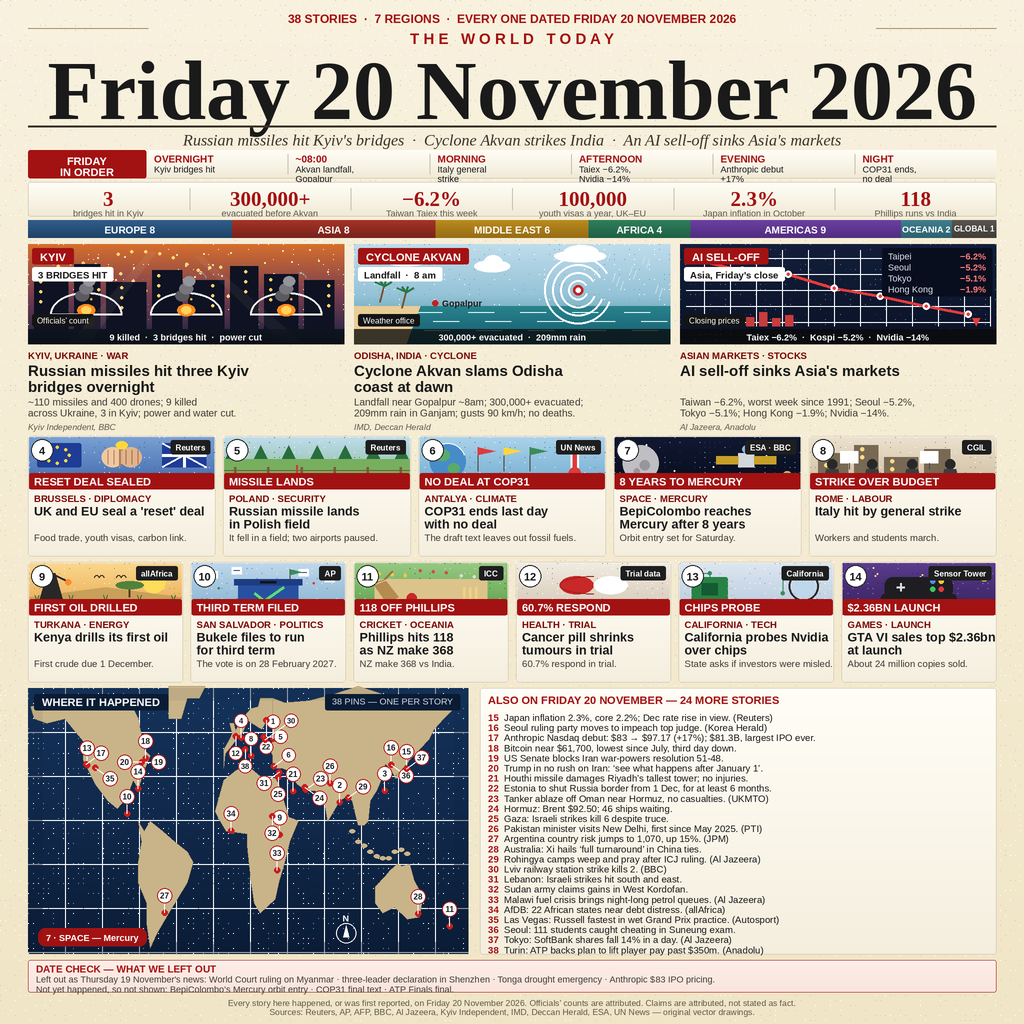 38 STORIES · 7 REGIONS · EVERY ONE DATED FRIDAY 20 NOVEMBER 2026
THE WORLD TODAY
Friday 20 November 2026
Russian missiles hit Kyiv's bridges · Cyclone Akvan strikes India · An AI sell-off sinks Asia's markets
FRIDAY
IN ORDER
OVERNIGHT
Kyiv bridges hit
~08:00
Akvan landfall,
Gopalpur
MORNING
Italy general
strike
AFTERNOON
Taiex −6.2%,
Nvidia −14%
EVENING
Anthropic debut
+17%
NIGHT
COP31 ends,
no deal
3
bridges hit in Kyiv
300,000+
evacuated before Akvan
−6.2%
Taiwan Taiex this week
100,000
youth visas a year, UK–EU
2.3%
Japan inflation in October
118
Phillips runs vs India
EUROPE 8
ASIA 8
MIDDLE EAST 6
AFRICA 4
AMERICAS 9
OCEANIA 2
GLOBAL 1
KYIV
3 BRIDGES HIT
Officials' count
9 killed · 3 bridges hit · power cut
CYCLONE AKVAN
Landfall · 8 am
Gopalpur
Weather office
300,000+ evacuated · 209mm rain
AI SELL-OFF
Asia, Friday's close
Taipei −6.2%
Seoul −5.2%
Tokyo −5.1%
Hong Kong −1.9%
Closing prices
Taiex −6.2% · Kospi −5.2% · Nvidia −14%
KYIV, UKRAINE · WAR
Russian missiles hit three Kyiv
bridges overnight
~110 missiles and 400 drones; 9 killed
across Ukraine, 3 in Kyiv; power and water cut.
Kyiv Independent, BBC
ODISHA, INDIA · CYCLONE
Cyclone Akvan slams Odisha
coast at dawn
Landfall near Gopalpur ~8am; 300,000+ evacuated;
209mm rain in Ganjam; gusts 90 km/h; no deaths.
IMD, Deccan Herald
ASIAN MARKETS · STOCKS
AI sell-off sinks Asia's markets
Taiwan −6.2%, worst week since 1991; Seoul −5.2%,
Tokyo −5.1%; Hong Kong −1.9%; Nvidia −14%.
Al Jazeera, Anadolu
4
Reuters
RESET DEAL SEALED
BRUSSELS · DIPLOMACY
UK and EU seal a 'reset' deal
Food trade, youth visas, carbon link.
5
Reuters
MISSILE LANDS
POLAND · SECURITY
Russian missile lands
in Polish field
It fell in a field; two airports paused.
6
UN News
NO DEAL AT COP31
ANTALYA · CLIMATE
COP31 ends last day
with no deal
The draft text leaves out fossil fuels.
7
ESA · BBC
8 YEARS TO MERCURY
SPACE · MERCURY
BepiColombo reaches
Mercury after 8 years
Orbit entry set for Saturday.
8
CGIL
STRIKE OVER BUDGET
ROME · LABOUR
Italy hit by general strike
Workers and students march.
9
allAfrica
FIRST OIL DRILLED
TURKANA · ENERGY
Kenya drills its first oil
First crude due 1 December.
10
AP
THIRD TERM FILED
SAN SALVADOR · POLITICS
Bukele files to run
for third term
The vote is on 28 February 2027.
11
ICC
118 OFF PHILLIPS
CRICKET · OCEANIA
Phillips hits 118
as NZ make 368
NZ make 368 vs India.
12
Trial data
60.7% RESPOND
HEALTH · TRIAL
Cancer pill shrinks
tumours in trial
60.7% respond in trial.
13
California
CHIPS PROBE
CALIFORNIA · TECH
California probes Nvidia
over chips
State asks if investors were misled.
14
Sensor Tower
$2.36BN LAUNCH
GAMES · LAUNCH
GTA VI sales top $2.36bn
at launch
About 24 million copies sold.
WHERE IT HAPPENED
38 PINS — ONE PER STORY
4
1
30
5
8
22
12
6
38
18
13
17
20
19
14
35
10
16
15
37
36
3
21
23
26
2
24
29
31
25
9
32
34
33
27
28
11
N
7 · SPACE — Mercury
ALSO ON FRIDAY 20 NOVEMBER — 24 MORE STORIES
15 Japan inflation 2.3%, core 2.2%; Dec rate rise in view. (Reuters)
16 Seoul ruling party moves to impeach top judge. (Korea Herald)
17 Anthropic Nasdaq debut: $83 → $97.17 (+17%); $81.3B, largest IPO ever.
18 Bitcoin near $61,700, lowest since July, third day down.
19 US Senate blocks Iran war-powers resolution 51-48.
20 Trump in no rush on Iran: 'see what happens after January 1'.
21 Houthi missile damages Riyadh's tallest tower; no injuries.
22 Estonia to shut Russia border from 1 Dec, for at least 6 months.
23 Tanker ablaze off Oman near Hormuz, no casualties. (UKMTO)
24 Hormuz: Brent $92.50; 46 ships waiting.
25 Gaza: Israeli strikes kill 6 despite truce.
26 Pakistan minister visits New Delhi, first since May 2025. (PTI)
27 Argentina country risk jumps to 1,070, up 15%. (JPM)
28 Australia: Xi hails 'full turnaround' in China ties.
29 Rohingya camps weep and pray after ICJ ruling. (Al Jazeera)
30 Lviv railway station strike kills 2. (BBC)
31 Lebanon: Israeli strikes hit south and east.
32 Sudan army claims gains in West Kordofan.
33 Malawi fuel crisis brings night-long petrol queues. (Al Jazeera)
34 AfDB: 22 African states near debt distress. (allAfrica)
35 Las Vegas: Russell fastest in wet Grand Prix practice. (Autosport)
36 Seoul: 111 students caught cheating in Suneung exam.
37 Tokyo: SoftBank shares fall 14% in a day. (Al Jazeera)
38 Turin: ATP backs plan to lift player pay past $350m. (Anadolu)
DATE CHECK — WHAT WE LEFT OUT
Left out as Thursday 19 November's news: World Court ruling on Myanmar · three-leader declaration in Shenzhen · Tonga drought emergency · Anthropic $83 IPO pricing.
Not yet happened, so not shown: BepiColombo's Mercury orbit entry · COP31 final text · ATP Finals final.
Every story here happened, or was first reported, on Friday 20 November 2026. Officials' counts are attributed. Claims are attributed, not stated as fact.
Sources: Reuters, AP, AFP, BBC, Al Jazeera, Kyiv Independent, IMD, Deccan Herald, ESA, UN News — original vector drawings.